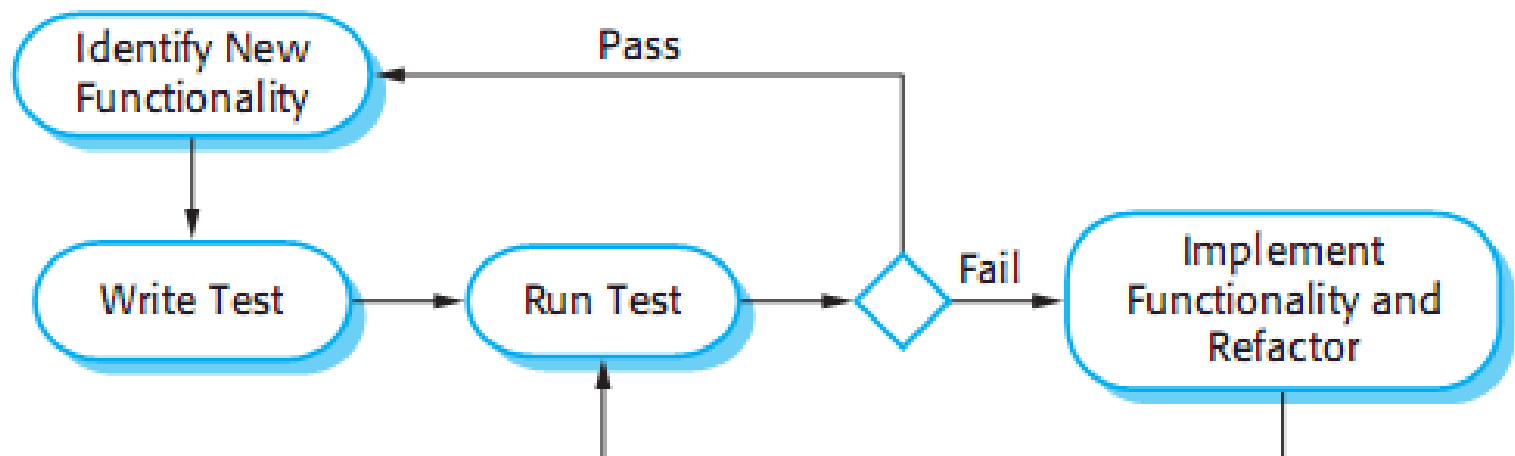 Identify New
Functionality
Pass
Write Test
Run Test
Fail
Implement
Functionality and
Refactor